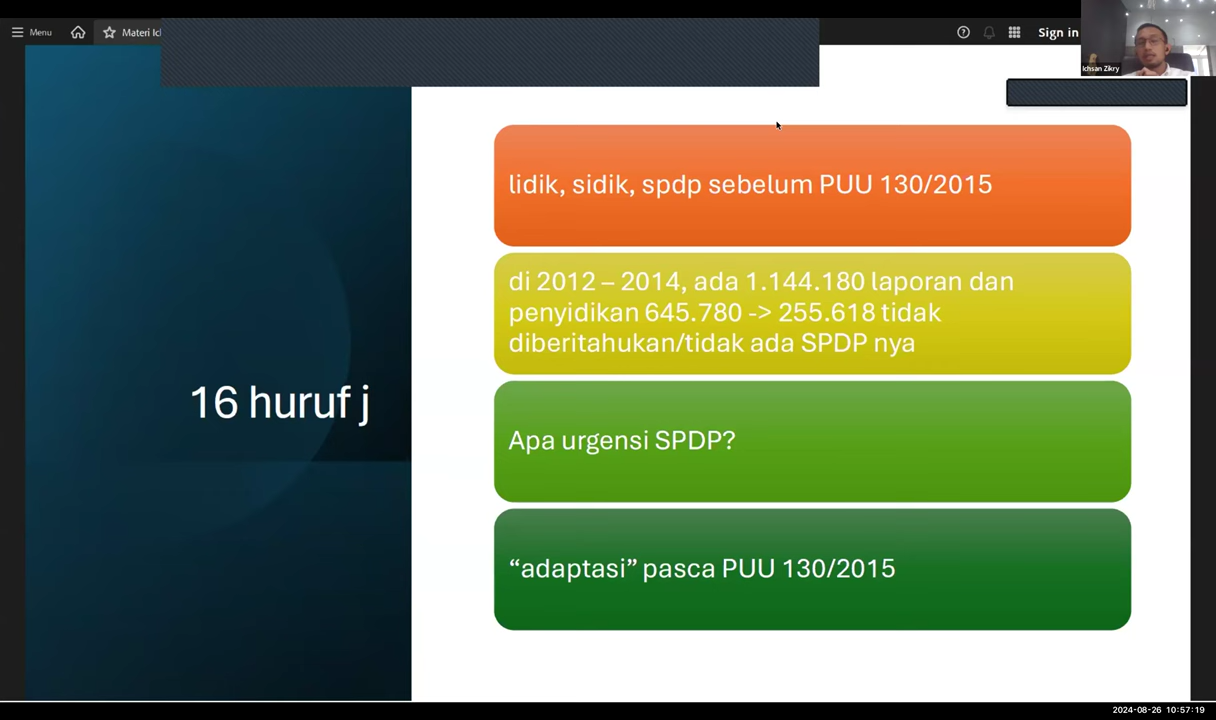 Menu
Materi Ic
Sign in
Ichsan Zikry
16 huruf j
lidik, sidik, spdp sebelum PUU 130/2015
di 2012 – 2014, ada 1.144.180 laporan dan
penyidikan 645.780 -> 255.618 tidak
diberitahukan/tidak ada SPDP nya
Apa urgensi SPDP?
“adaptasi” pasca PUU 130/2015
2024-08-26 10:57:19